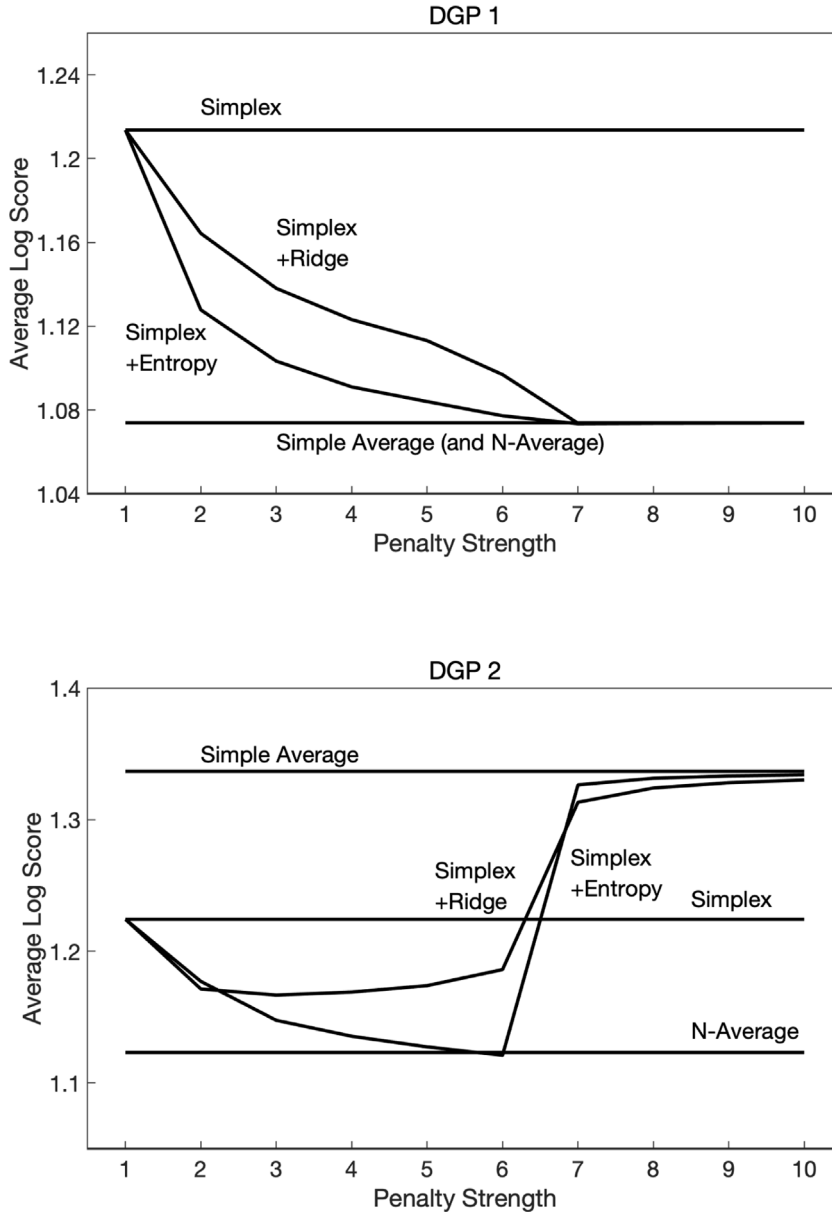 DGP 1
Average Log Score
1.24
1.2
1.16
1.12
1.08
1.04
Simplex
Simplex
+Ridge
Simplex
+Entropy
Simple Average (and N-Average)
1 2 3 4 5 6 7 8 9 10
Penalty Strength
DGP 2
Average Log Score
1.4
1.3
1.2
1.1
Simple Average
Simplex
+Ridge
Simplex
+Entropy
Simplex
N-Average
1 2 3 4 5 6 7 8 9 10
Penalty Strength